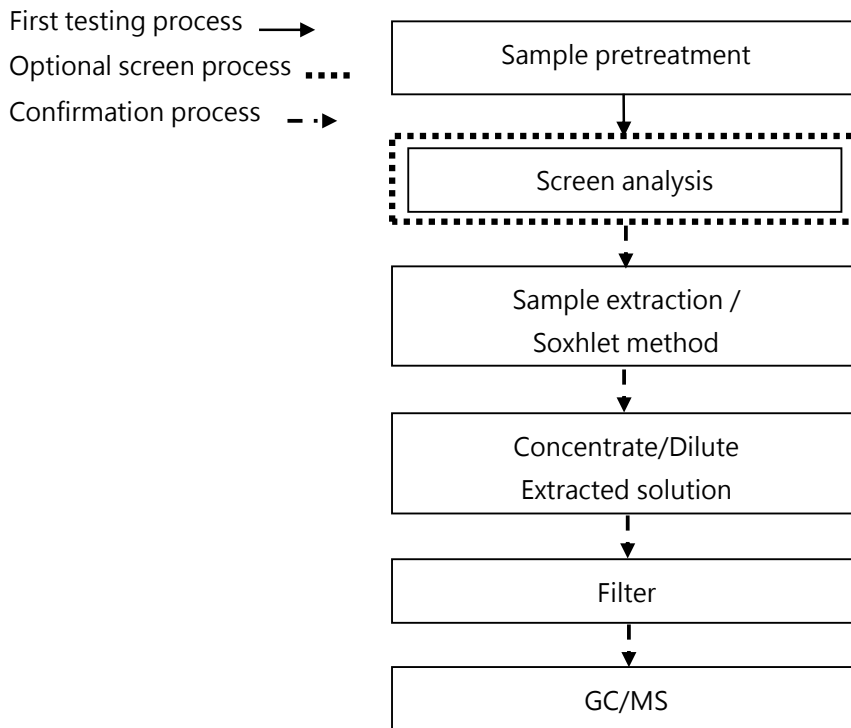 First testing process
Optional screen process
Confirmation process
Sample pretreatment
Screen analysis
Sample extraction /
Soxhlet method
Concentrate/Dilute
Extracted solution
Filter
GC/MS